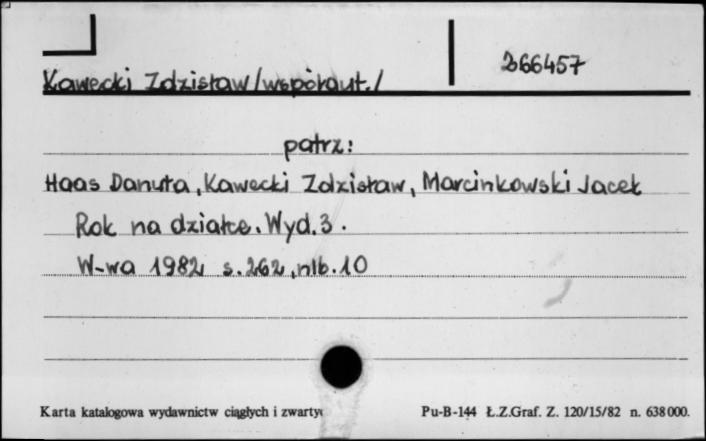 266457
Kawecki Zdzisław/współaut./
patrz:
Haas Danuta, Kawecki Zdzisław, Marcinkowski Jacek
Rok na działce. Wyd. 3.
W-wa 1982 s. 262, nlb. 10
Karta katalogowa wydawnictw ciągłych i zwarty
Pu-B-144 Ł.Z.Graf. Z. 120/15/82 n. 638000.